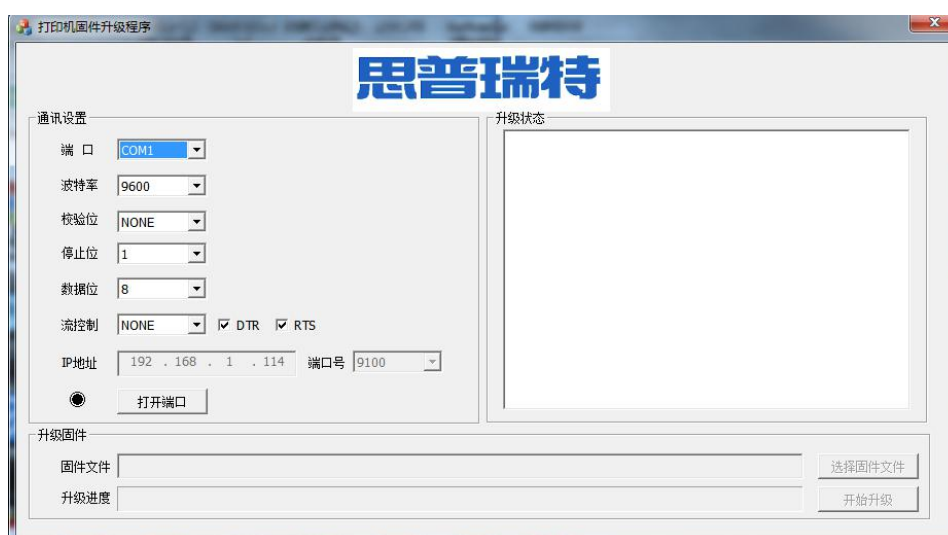 打印机固件升级程序
思普瑞特
通讯设置
端 口 COM1
波特率 9600
校验位 NONE
停止位 1
数据位 8
流控制 NONE DTR RTS
IP地址 192 . 168 . 1 . 114 端口号 9100
打开端口
升级状态
升级固件
固件文件 选择固件文件
升级进度 开始升级